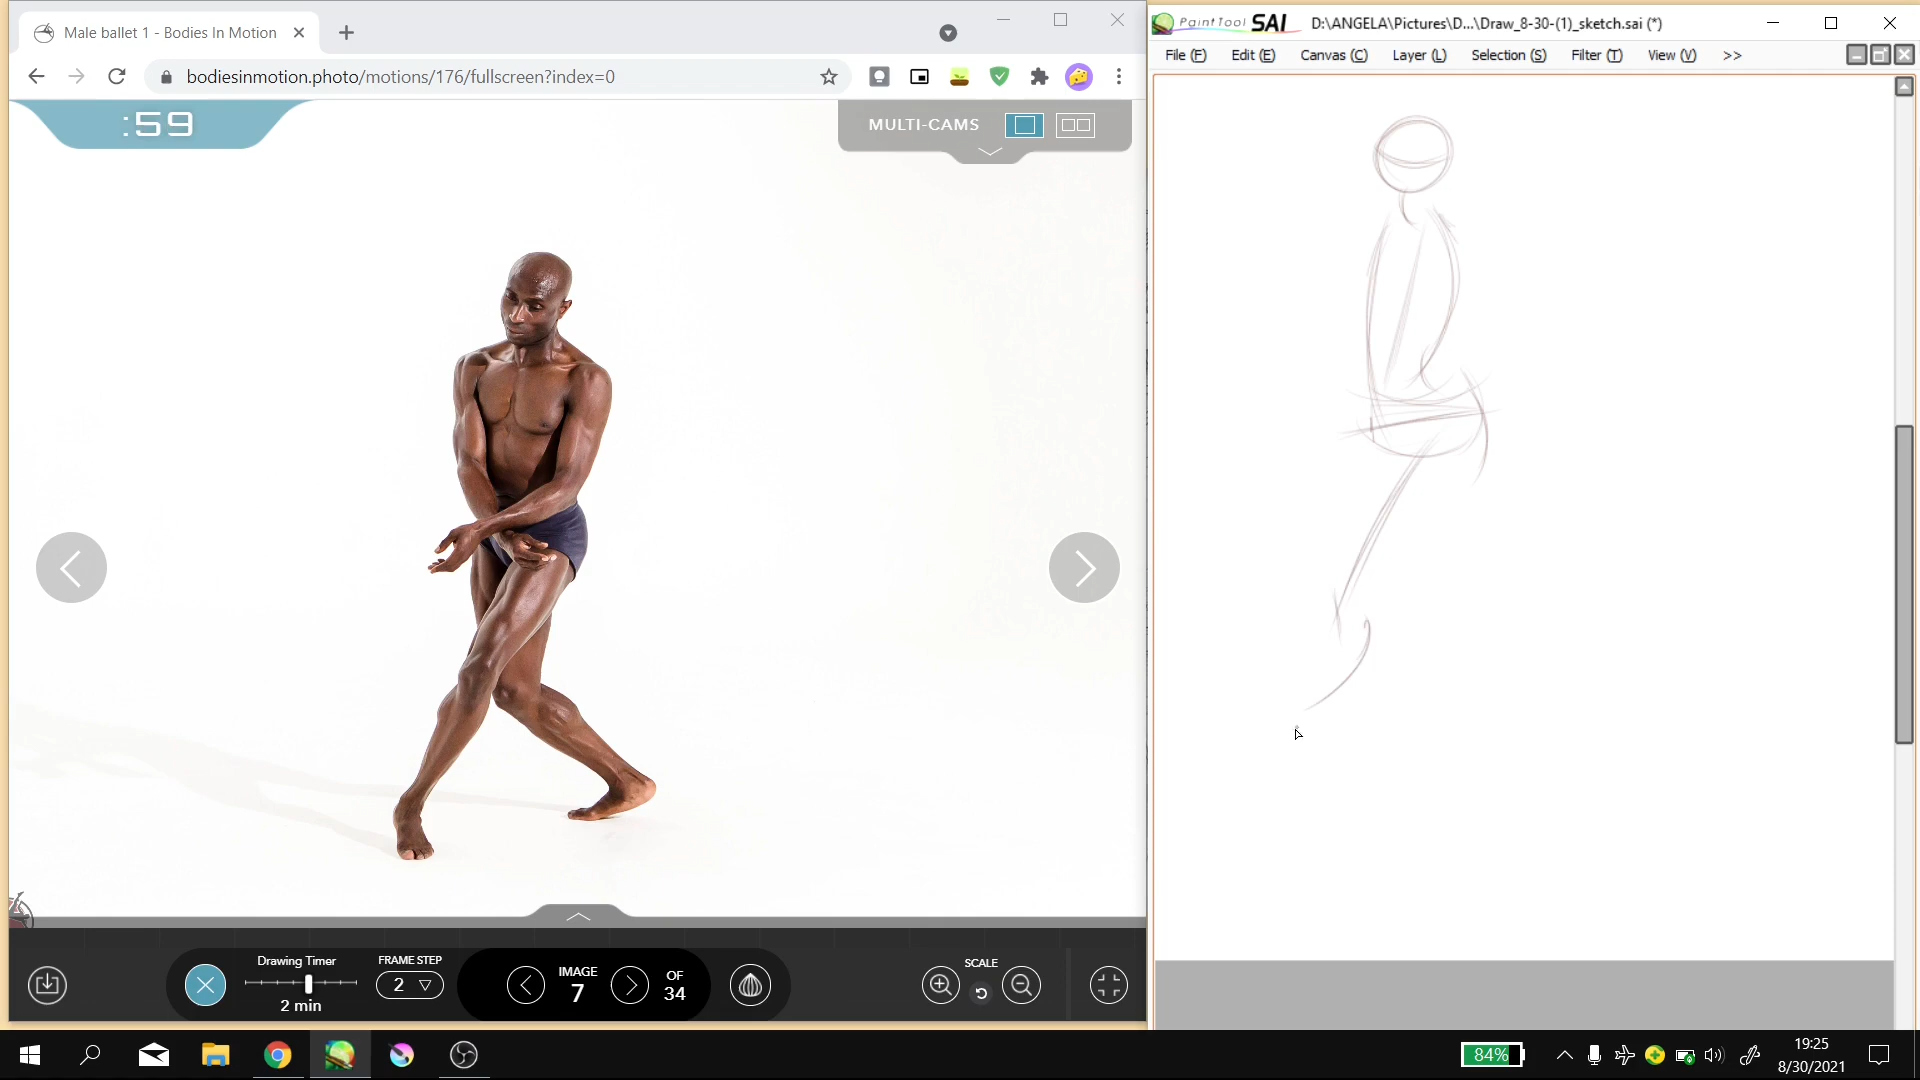 Male ballet 1 - Bodies In Motion
bodiesinmotion.photo/motions/176/fullscreen?index=0
:59
MULTI-CAMS
Drawing Timer
2 min
FRAME STEP
2
IMAGE
7
OF
34
SCALE
PaintTool SAI D:\ANGELA\Pictures\D...\Draw_8-30-(1)_sketch.sai (*)
File (F) Edit (E) Canvas (C) Layer (L) Selection (S) Filter (T) View (V) >>
84%
19:25
8/30/2021